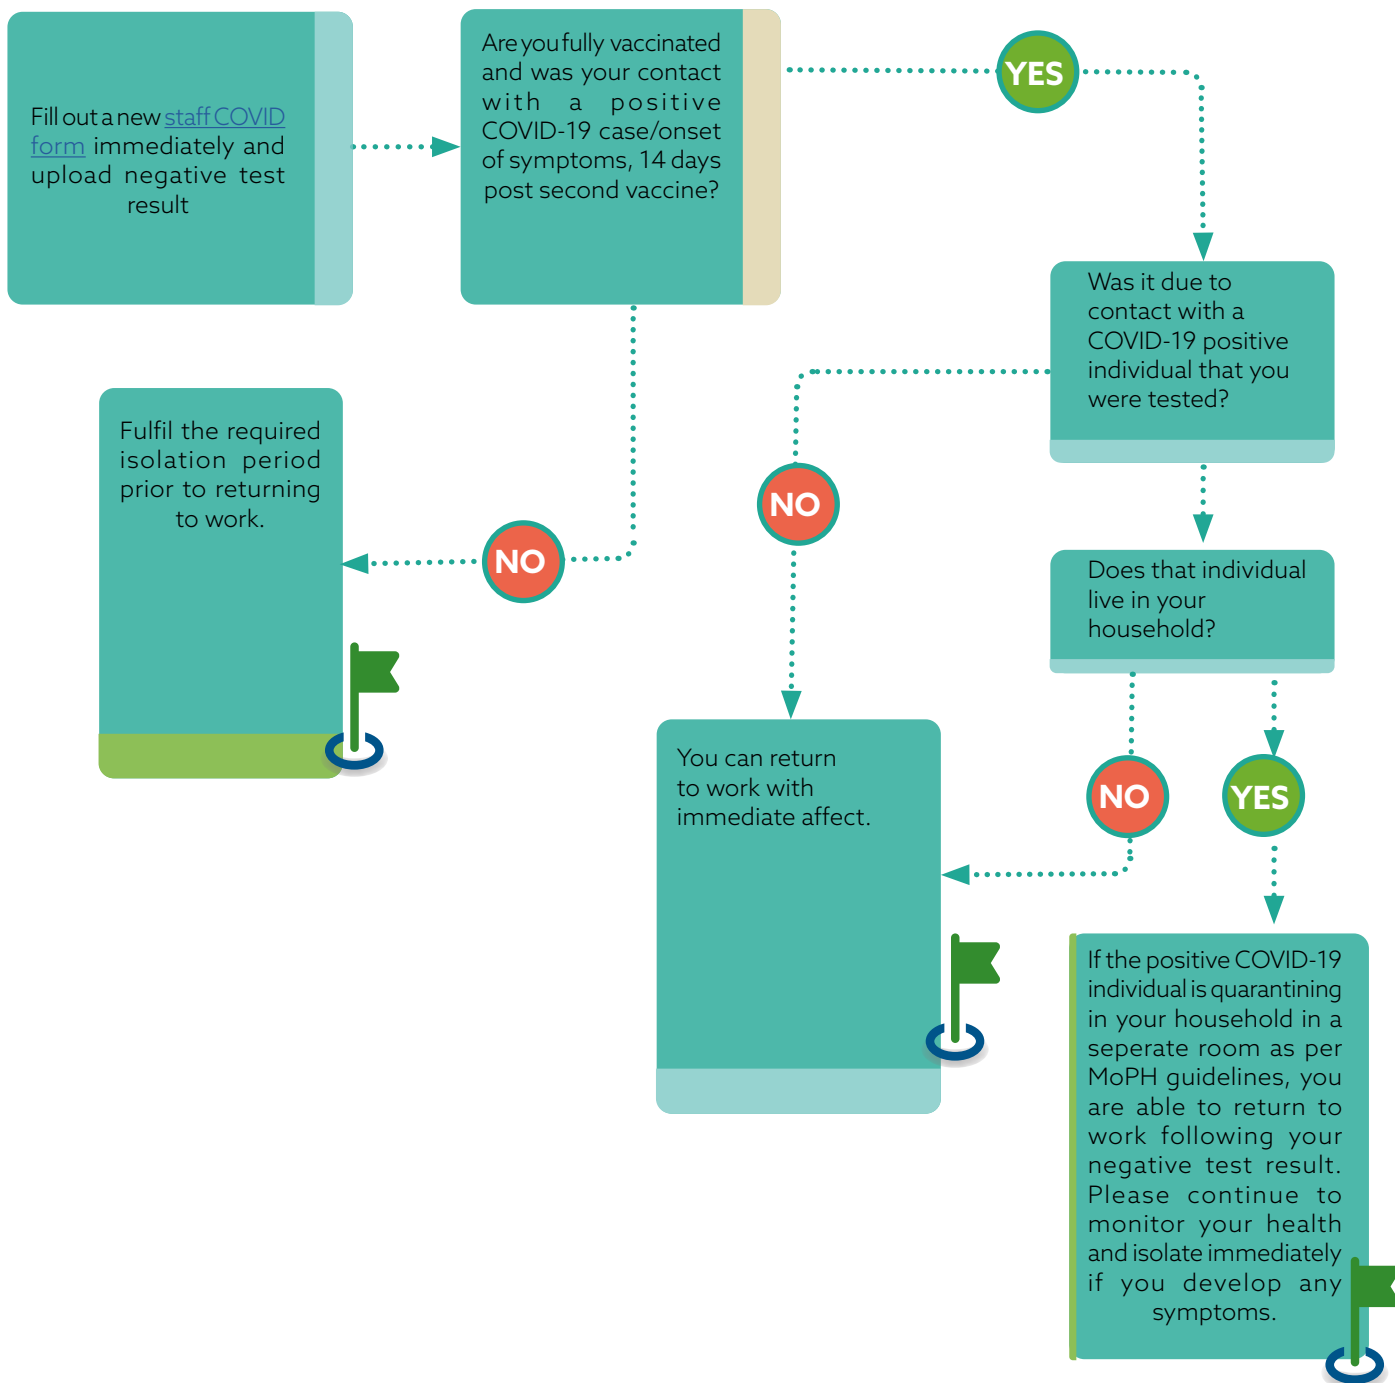 Fill out a new staff COVID
form immediately and
upload negative test
result
Are you fully vaccinated
and was your contact
with a positive
COVID-19 case/onset
of symptoms, 14 days
post second vaccine?
YES
Was it due to
contact with a
COVID-19 positive
individual that you
were tested?
Fulfil the required
isolation period
prior to returning
to work.
NO
NO
Does that individual
live in your
household?
You can return
to work with
immediate affect.
NO
YES
If the positive COVID-19
individual is quarantining
in your household in a
seperate room as per
MoPH guidelines, you
are able to return to
work following your
negative test result.
Please continue to
monitor your health
and isolate immediately
if you develop any
symptoms.